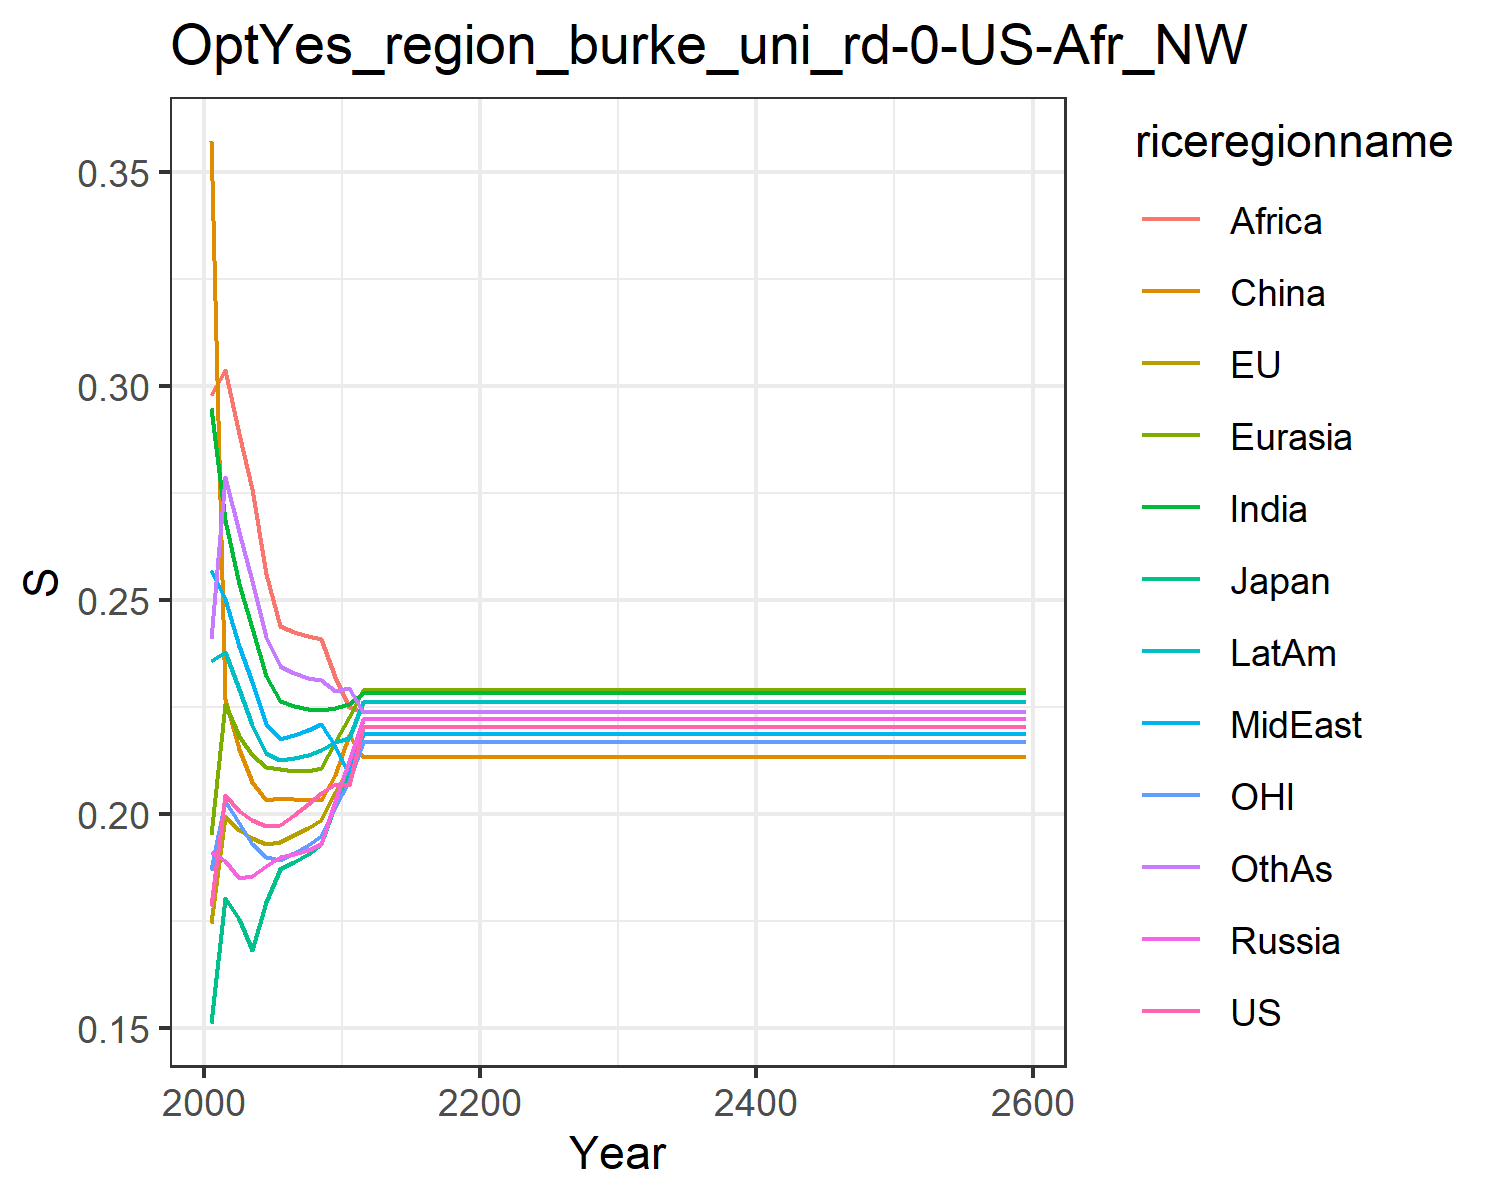 OptYes_region_burke_uni_rd-0-US-Afr_NW
riceregionname
Africa
China
EU
Eurasia
India
Japan
LatAm
MidEast
OHI
OthAs
Russia
US
S
0.35
0.30
0.25
0.20
0.15
2000 2200 2400 2600
Year